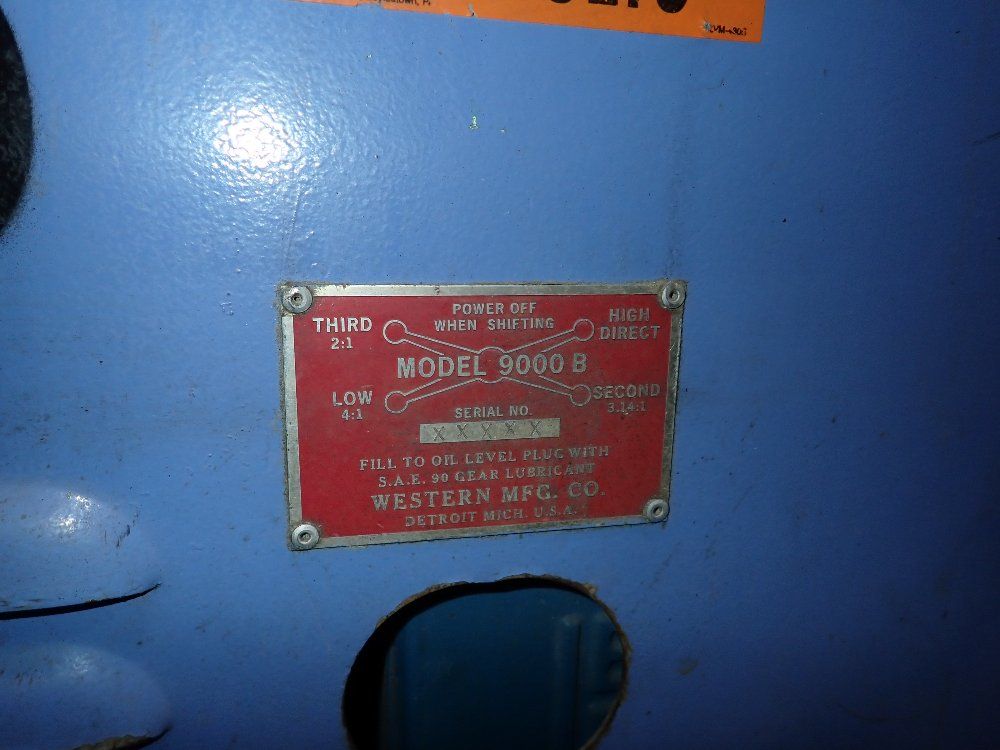 POWER OFF
WHEN SHIFTING
THIRD
2:1
HIGH
DIRECT
MODEL 9000 B
LOW
4:1
SECOND
3.14:1
SERIAL NO.
X X X X X
FILL TO OIL LEVEL PLUG WITH
S.A.E. 90 GEAR LUBRICANT
WESTERN MFG. CO.
DETROIT MICH. U.S.A.